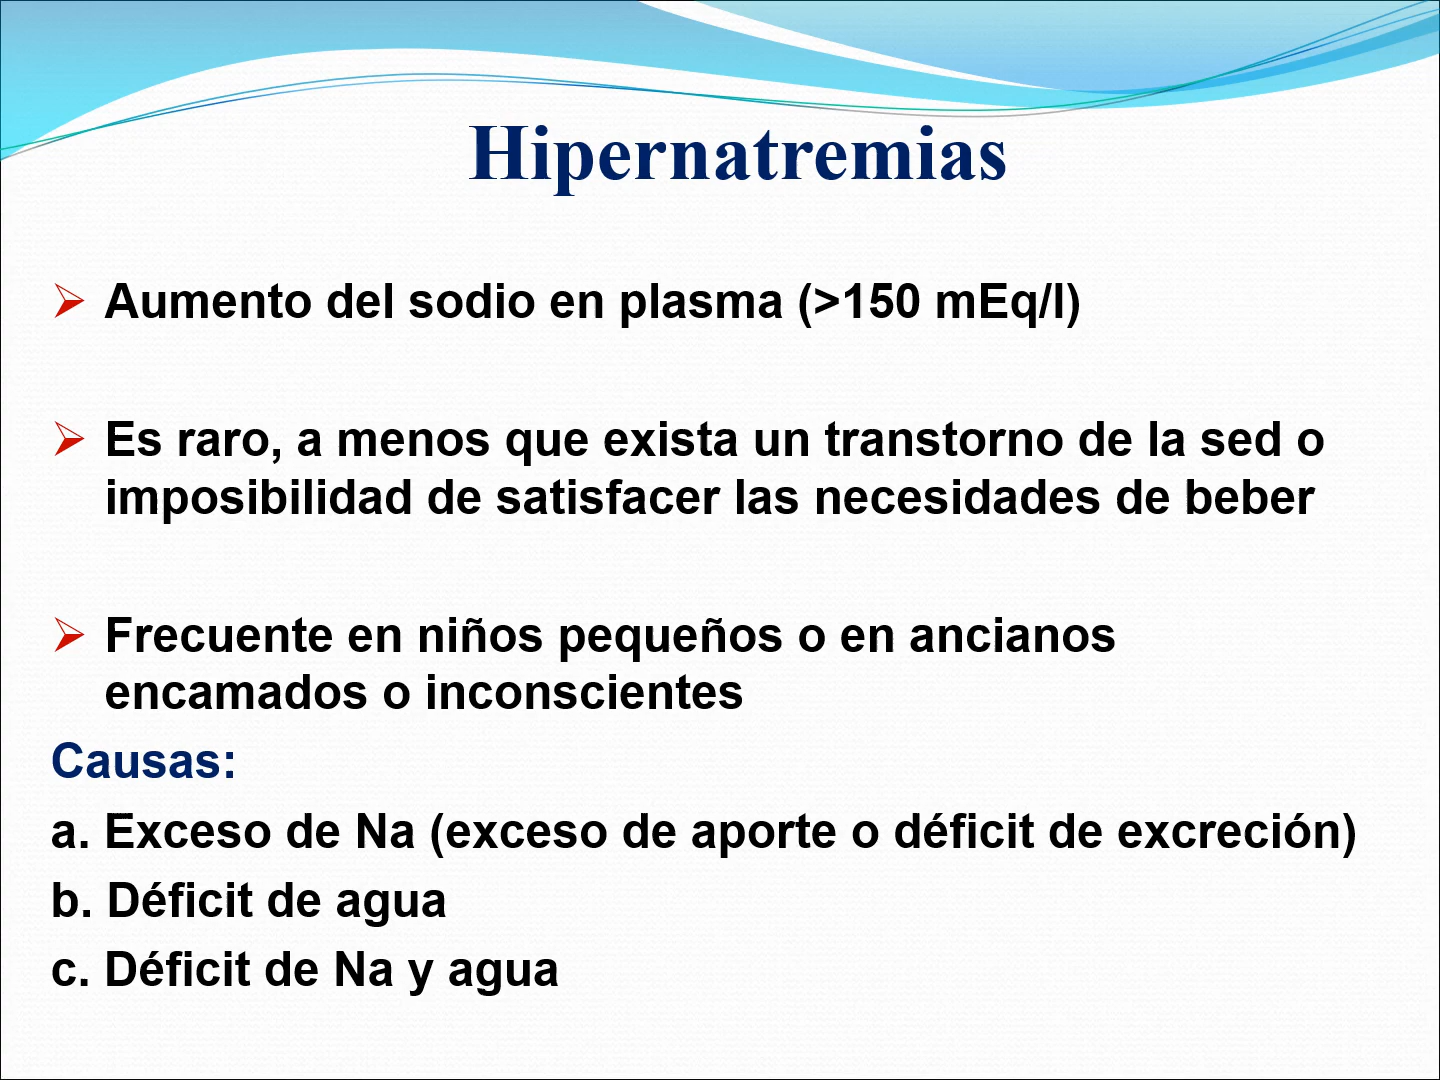 Hipernatremias
➢ Aumento del sodio en plasma (>150 mEq/l)
➢ Es raro, a menos que exista un transtorno de la sed o
imposibilidad de satisfacer las necesidades de beber
➢ Frecuente en niños pequeños o en ancianos
encamados o inconscientes
Causas:
a. Exceso de Na (exceso de aporte o déficit de excreción)
b. Déficit de agua
c. Déficit de Na y agua